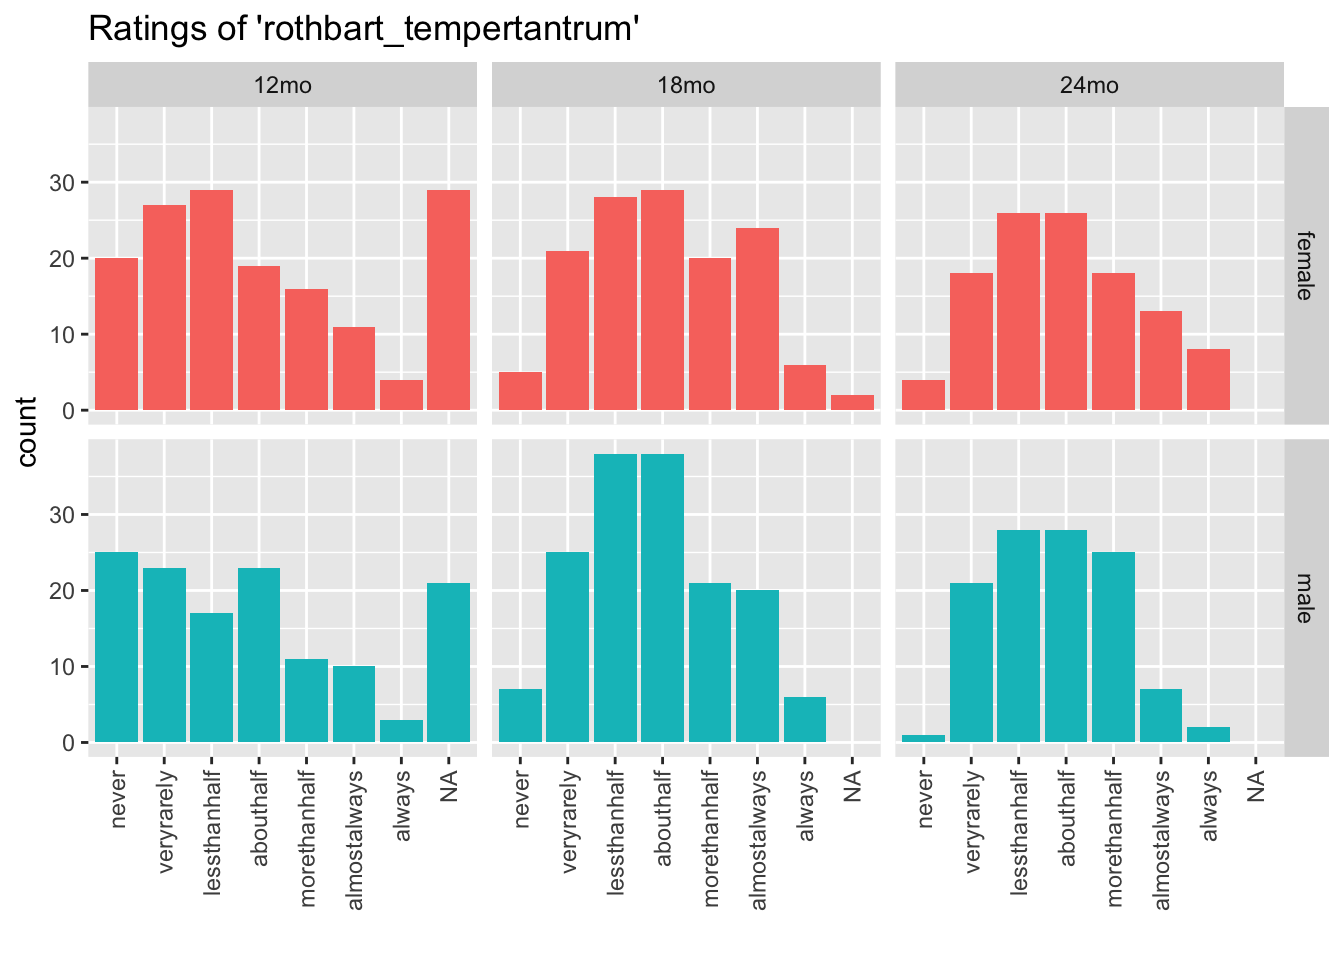 Ratings of 'rothbart_tempertantrum'
12mo 18mo 24mo
30
20
10
0
female
count
30
20
10
0
male
never veryrarely lessthanhalf abouthalf morethanhalf almostalways always NA never veryrarely lessthanhalf abouthalf morethanhalf almostalways always NA never veryrarely lessthanhalf abouthalf morethanhalf almostalways always NA